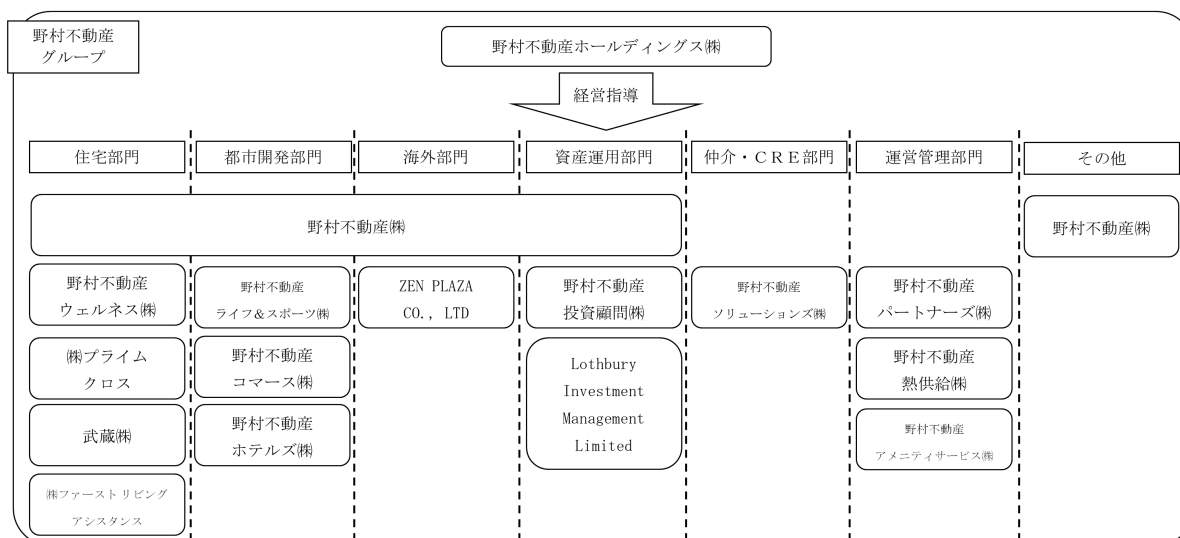 野村不動産
グループ
野村不動産ホールディングス㈱
経営指導
住宅部門
都市開発部門
海外部門
資産運用部門
仲介・ＣＲＥ部門
運営管理部門
その他
野村不動産㈱
野村不動産㈱
野村不動産
ウェルネス㈱
野村不動産
ライフ＆スポーツ㈱
ZEN PLAZA
CO., LTD
野村不動産
投資顧問㈱
野村不動産
ソリューションズ㈱
野村不動産
パートナーズ㈱
㈱プライム
クロス
野村不動産
コマース㈱
Lothbury
Investment
Management
Limited
野村不動産
熱供給㈱
武蔵㈱
野村不動産
ホテルズ㈱
野村不動産
アメニティサービス㈱
㈱ファーストリビング
アシスタンス